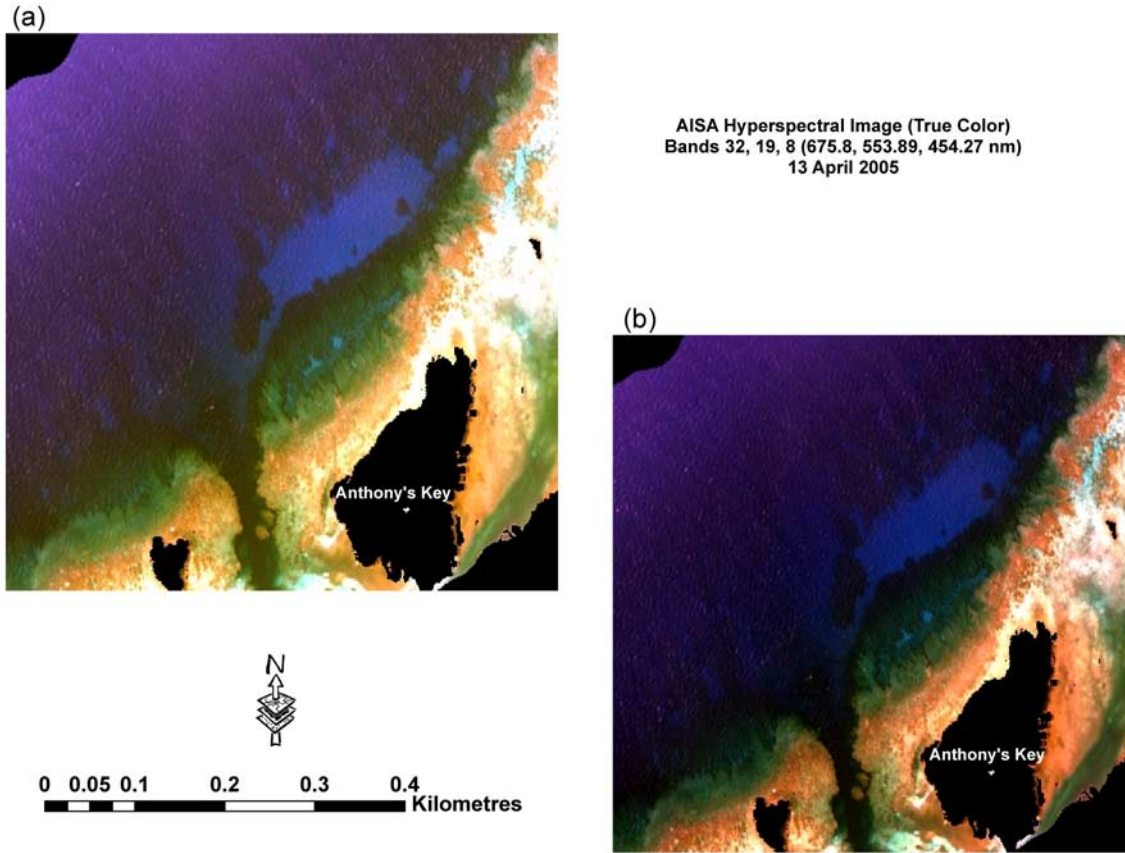 (a)
AISA Hyperspectral Image (True Color)
Bands 32, 19, 8 (675.8, 553.89, 454.27 nm)
13 April 2005
Anthony's Key
(b)
Anthony's Key
N
0 0.05 0.1 0.2 0.3 0.4
Kilometres